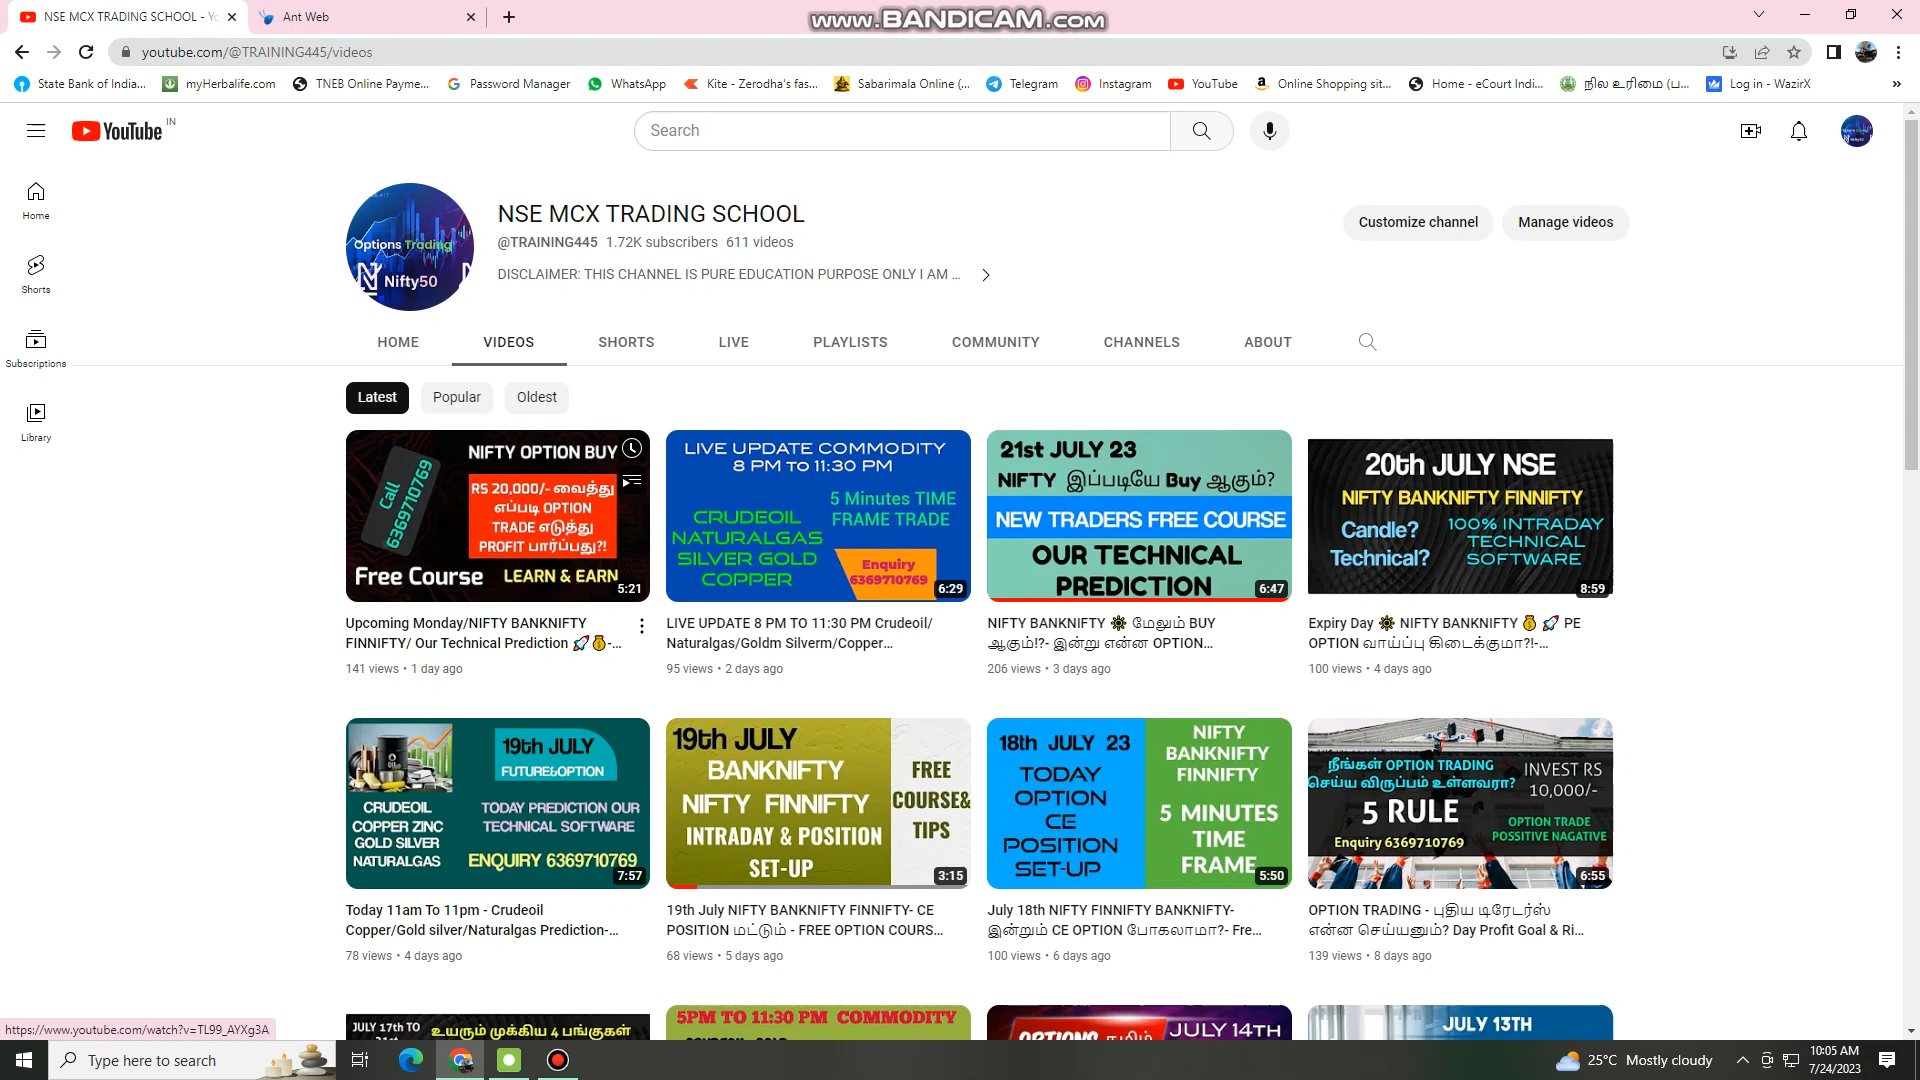 NSE MCX TRADING SCHOOL - Yo
Ant Web
www.BANDICAM.com
youtube.com/@TRAINING445/videos
State Bank of India...
myHerbalife.com
TNEB Online Payme...
Password Manager
WhatsApp
Kite - Zerodha's fas...
Sabarimala Online (...
Telegram
Instagram
YouTube
Online Shopping sit...
Home - eCourt Indi...
நில உரிமை (ப...
Log in - WazirX
YouTube IN
Search
Home
Shorts
Subscriptions
Library
Options Trading
Nifty50
NSE MCX TRADING SCHOOL
@TRAINING445 1.72K subscribers 611 videos
DISCLAIMER: THIS CHANNEL IS PURE EDUCATION PURPOSE ONLY I AM ...
Customize channel
Manage videos
HOME
VIDEOS
SHORTS
LIVE
PLAYLISTS
COMMUNITY
CHANNELS
ABOUT
Latest
Popular
Oldest
Call
6369710769
NIFTY OPTION BUY
RS 20,000/- வைத்து
எப்படி OPTION
TRADE எடுத்து
PROFIT பார்ப்பது?!
Free Course
LEARN & EARN
5:21
Upcoming Monday/NIFTY BANKNIFTY
FINNIFTY/ Our Technical Prediction 🚀💰-...
141 views • 1 day ago
LIVE UPDATE COMMODITY
8 PM TO 11:30 PM
5 Minutes TIME
FRAME TRADE
CRUDEOIL
NATURALGAS
SILVER GOLD
COPPER
Enquiry
6369710769
6:29
LIVE UPDATE 8 PM TO 11:30 PM Crudeoil/
Naturalgas/Goldm Silverm/Copper...
95 views • 2 days ago
21st JULY 23
NIFTY இப்படியே Buy ஆகும்?
NEW TRADERS FREE COURSE
OUR TECHNICAL
PREDICTION
6:47
NIFTY BANKNIFTY 🔅 மேலும் BUY
ஆகும்!?- இன்று என்ன OPTION...
206 views • 3 days ago
20th JULY NSE
NIFTY BANKNIFTY FINNIFTY
Candle?
Technical?
100% INTRADAY
TECHNICAL
SOFTWARE
8:59
Expiry Day 🔅 NIFTY BANKNIFTY 💰 🚀 PE
OPTION வாய்ப்பு கிடைக்குமா?!-...
100 views • 4 days ago
19th JULY
FUTURE&OPTION
CRUDEOIL
COPPER ZINC
GOLD SILVER
NATURALGAS
TODAY PREDICTION OUR
TECHNICAL SOFTWARE
ENQUIRY 6369710769
7:57
Today 11am To 11pm - Crudeoil
Copper/Gold silver/Naturalgas Prediction-...
78 views • 4 days ago
19th JULY
BANKNIFTY
NIFTY FINNIFTY
INTRADAY & POSITION
SET-UP
FREE
COURSE&
TIPS
3:15
19th July NIFTY BANKNIFTY FINNIFTY- CE
POSITION மட்டும் - FREE OPTION COURS...
68 views • 5 days ago
18th JULY 23
TODAY
OPTION
CE
POSITION
SET-UP
NIFTY
BANKNIFTY
FINNIFTY
5 MINUTES
TIME
FRAME
5:50
July 18th NIFTY FINNIFTY BANKNIFTY-
இன்றும் CE OPTION போகலாமா?- Fre...
100 views • 6 days ago
நீங்கள் OPTION TRADING
செய்ய விருப்பம் உள்ளவரா?
5 RULE
Enquiry 6369710769
INVEST RS
10,000/-
OPTION TRADE
POSSITIVE NAGATIVE
6:55
OPTION TRADING - புதிய டிரேடர்ஸ்
என்ன செய்யனும்? Day Profit Goal & Ri...
139 views • 8 days ago
JULY 17th TO
உயரும் முக்கிய 4 பங்குகள்
5PM TO 11:30 PM COMMODITY
JULY 14TH
JULY 13TH
https://www.youtube.com/watch?v=TL99_AYXg3A
Type here to search
25°C Mostly cloudy
10:05 AM
7/24/2023